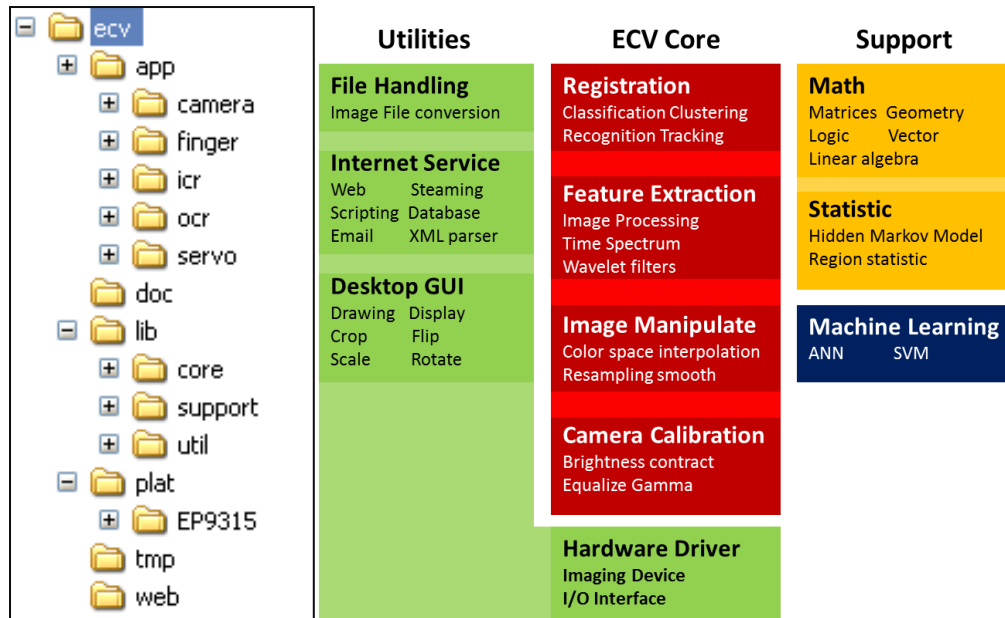 ecv
app
camera
finger
icr
ocr
servo
doc
lib
core
support
util
plat
EP9315
tmp
web
Utilities
File Handling
Image File conversion
Internet Service
Web Steaming
Scripting Database
Email XML parser
Desktop GUI
Drawing Display
Crop Flip
Scale Rotate
ECV Core
Registration
Classification Clustering
Recognition Tracking
Feature Extraction
Image Processing
Time Spectrum
Wavelet filters
Image Manipulate
Color space interpolation
Resampling smooth
Camera Calibration
Brightness contract
Equalize Gamma
Hardware Driver
Imaging Device
I/O Interface
Support
Math
Matrices Geometry
Logic Vector
Linear algebra
Statistic
Hidden Markov Model
Region statistic
Machine Learning
ANN SVM